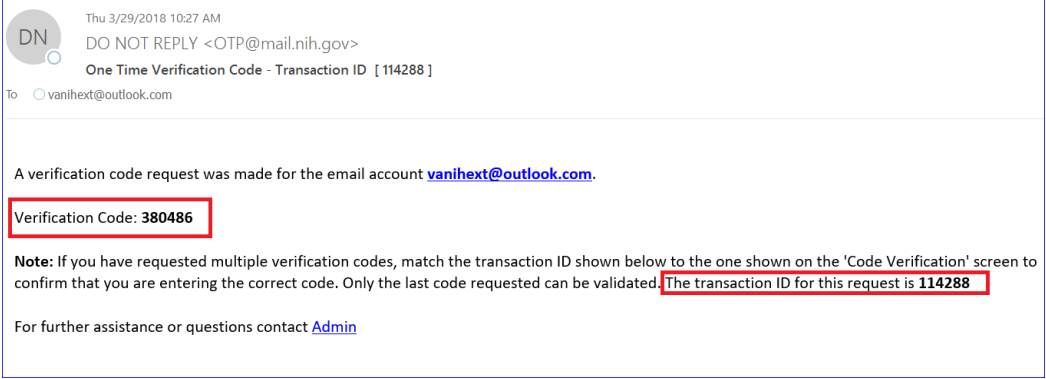 DN
Thu 3/29/2018 10:27 AM
DO NOT REPLY <OTP@mail.nih.gov>
One Time Verification Code - Transaction ID [ 114288 ]
To vanihext@outlook.com
A verification code request was made for the email account vanihext@outlook.com.
Verification Code: 380486
Note: If you have requested multiple verification codes, match the transaction ID shown below to the one shown on the 'Code Verification' screen to
confirm that you are entering the correct code. Only the last code requested can be validated. The transaction ID for this request is 114288
For further assistance or questions contact Admin